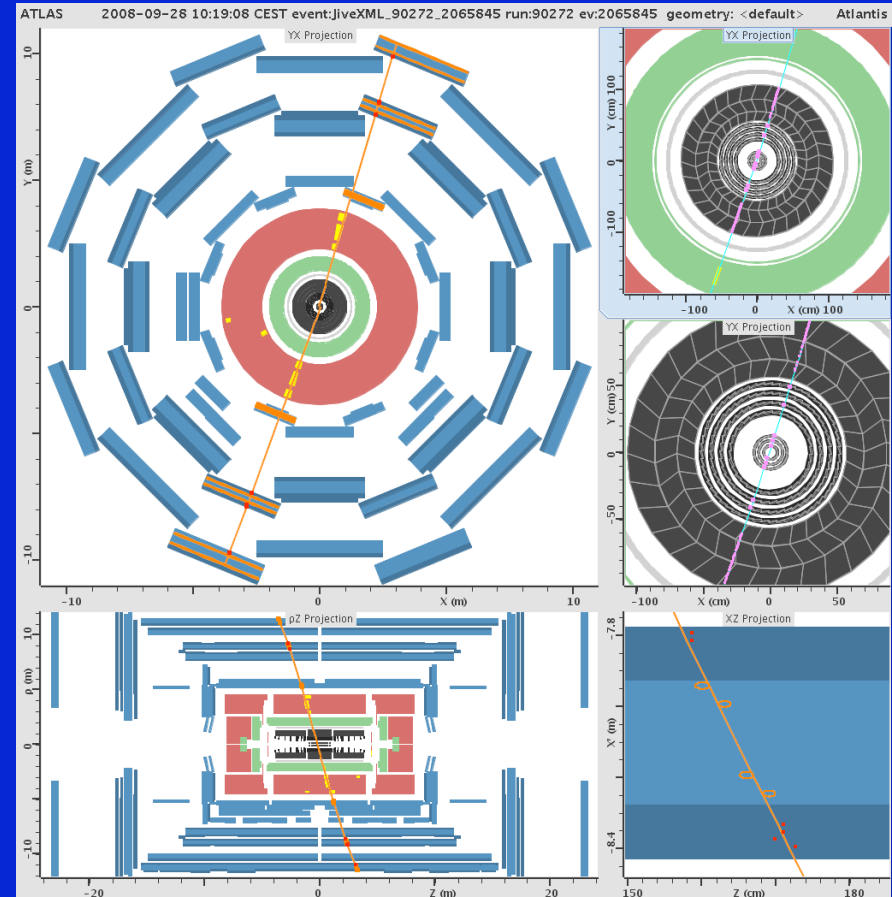 ATLAS 2008-09-28 10:19:08 CEST event:JiveXML_90272_2065845 run:90272 ev:2065845 geometry: <default> Atlantis
YX Projection
10
Y (m)
0
-10
-10 0 X (m) 10
YX Projection
Y (cm) 100
0
-100
-100 0 X (cm) 100
YX Projection
Y (cm) 50
0
-50
-100 X (cm) 0 50
ρZ Projection
10
ρ (m)
0
-10
-20 0 Z (m) 20
XZ Projection
-7.8
X' (m)
-8.4
150 Z (cm) 180